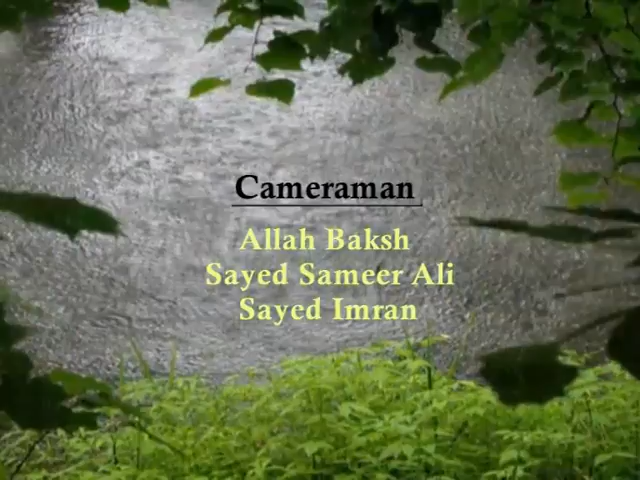 Cameraman
Allah Baksh
Sayed Sameer Ali
Sayed Imran